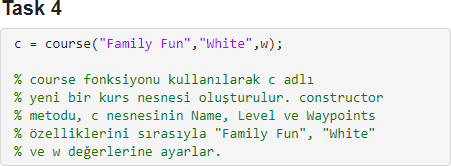 Task 4
c = course("Family Fun","White",w);
% course fonksiyonu kullanılarak c adlı
% yeni bir kurs nesnesi oluşturulur. constructor
% metodu, c nesnesinin Name, Level ve Waypoints
% özelliklerini sırasıyla "Family Fun", "White"
% ve w değerlerine ayarlar.